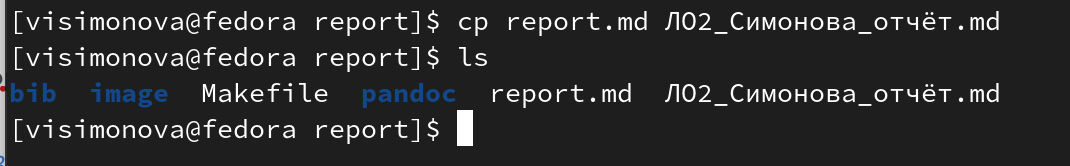 [visimonova@fedora report]$ cp report.md ЛО2_Симонова_отчёт.md
[visimonova@fedora report]$ ls
bib image Makefile pandoc report.md ЛО2_Симонова_отчёт.md
[visimonova@fedora report]$